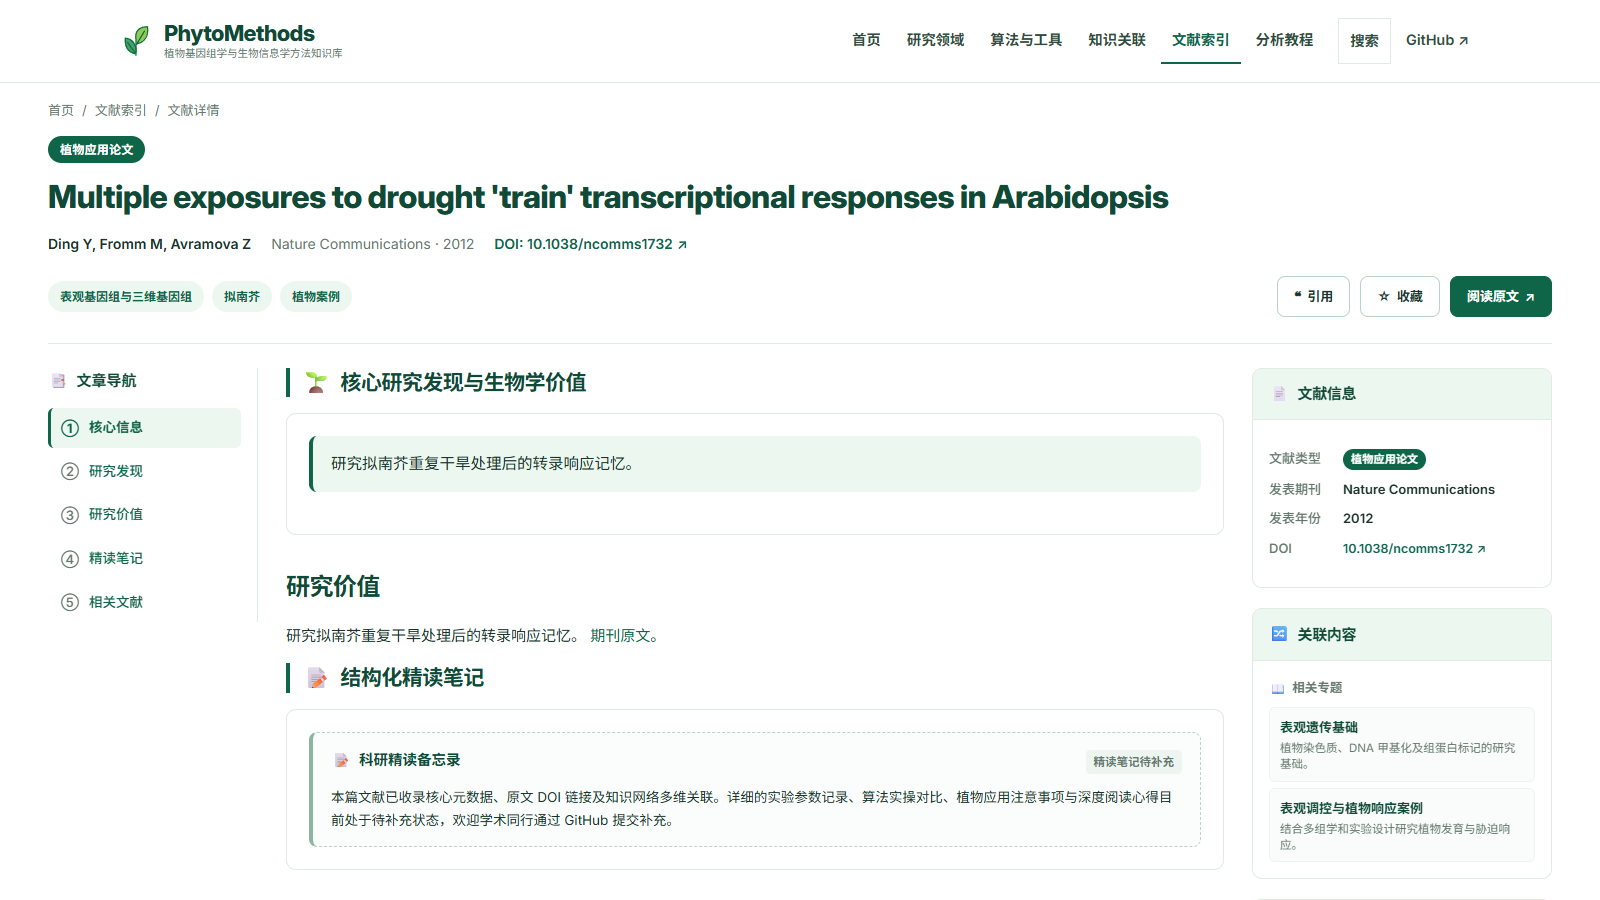 PhytoMethods
植物基因组学与生物信息学方法知识库
首页 研究领域 算法与工具 知识关联 文献索引 分析教程 搜索 GitHub ↗
首页 / 文献索引 / 文献详情
植物应用论文
Multiple exposures to drought 'train' transcriptional responses in Arabidopsis
Ding Y, Fromm M, Avramova Z Nature Communications · 2012 DOI: 10.1038/ncomms1732 ↗
表观基因组与三维基因组 拟南芥 植物案例
❝ 引用 ☆ 收藏 阅读原文 ↗
文章导航
① 核心信息
② 研究发现
③ 研究价值
④ 精读笔记
⑤ 相关文献
核心研究发现与生物学价值
研究拟南芥重复干旱处理后的转录响应记忆。
研究价值
研究拟南芥重复干旱处理后的转录响应记忆。 期刊原文。
结构化精读笔记
科研精读备忘录
精读笔记待补充
本篇文献已收录核心元数据、原文 DOI 链接及知识网络多维关联。详细的实验参数记录、算法实操对比、植物应用注意事项与深度阅读心得目
前处于待补充状态，欢迎学术同行通过 GitHub 提交补充。
文献信息
文献类型 植物应用论文
发表期刊 Nature Communications
发表年份 2012
DOI 10.1038/ncomms1732 ↗
关联内容
相关专题
表观遗传基础
植物染色质、DNA 甲基化及组蛋白标记的研究
基础。
表观调控与植物响应案例
结合多组学和实验设计研究植物发育与胁迫响
应。